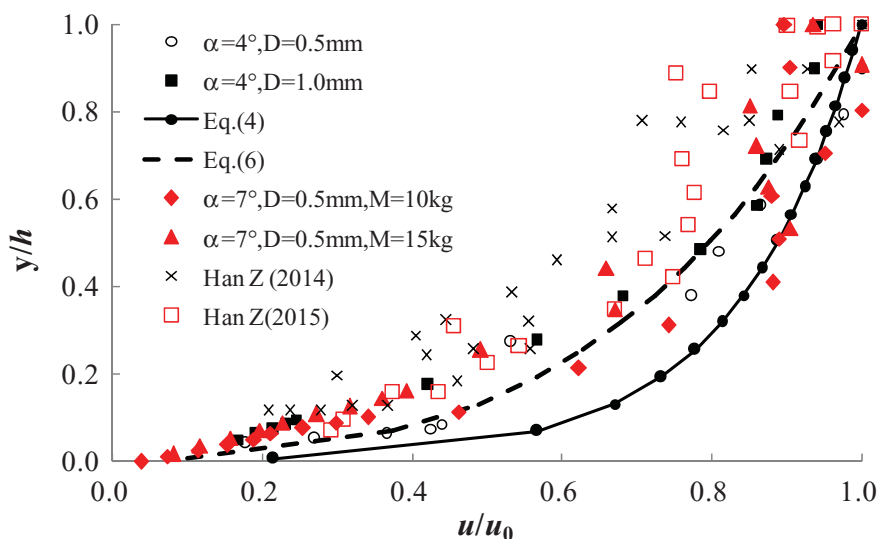 1.0
0.8
0.6
0.4
0.2
0.0
y/h
α=4°,D=0.5mm
α=4°,D=1.0mm
Eq.(4)
Eq.(6)
α=7°,D=0.5mm,M=10kg
α=7°,D=0.5mm,M=15kg
Han Z (2014)
Han Z(2015)
0.0 0.2 0.4 0.6 0.8 1.0
u/u₀